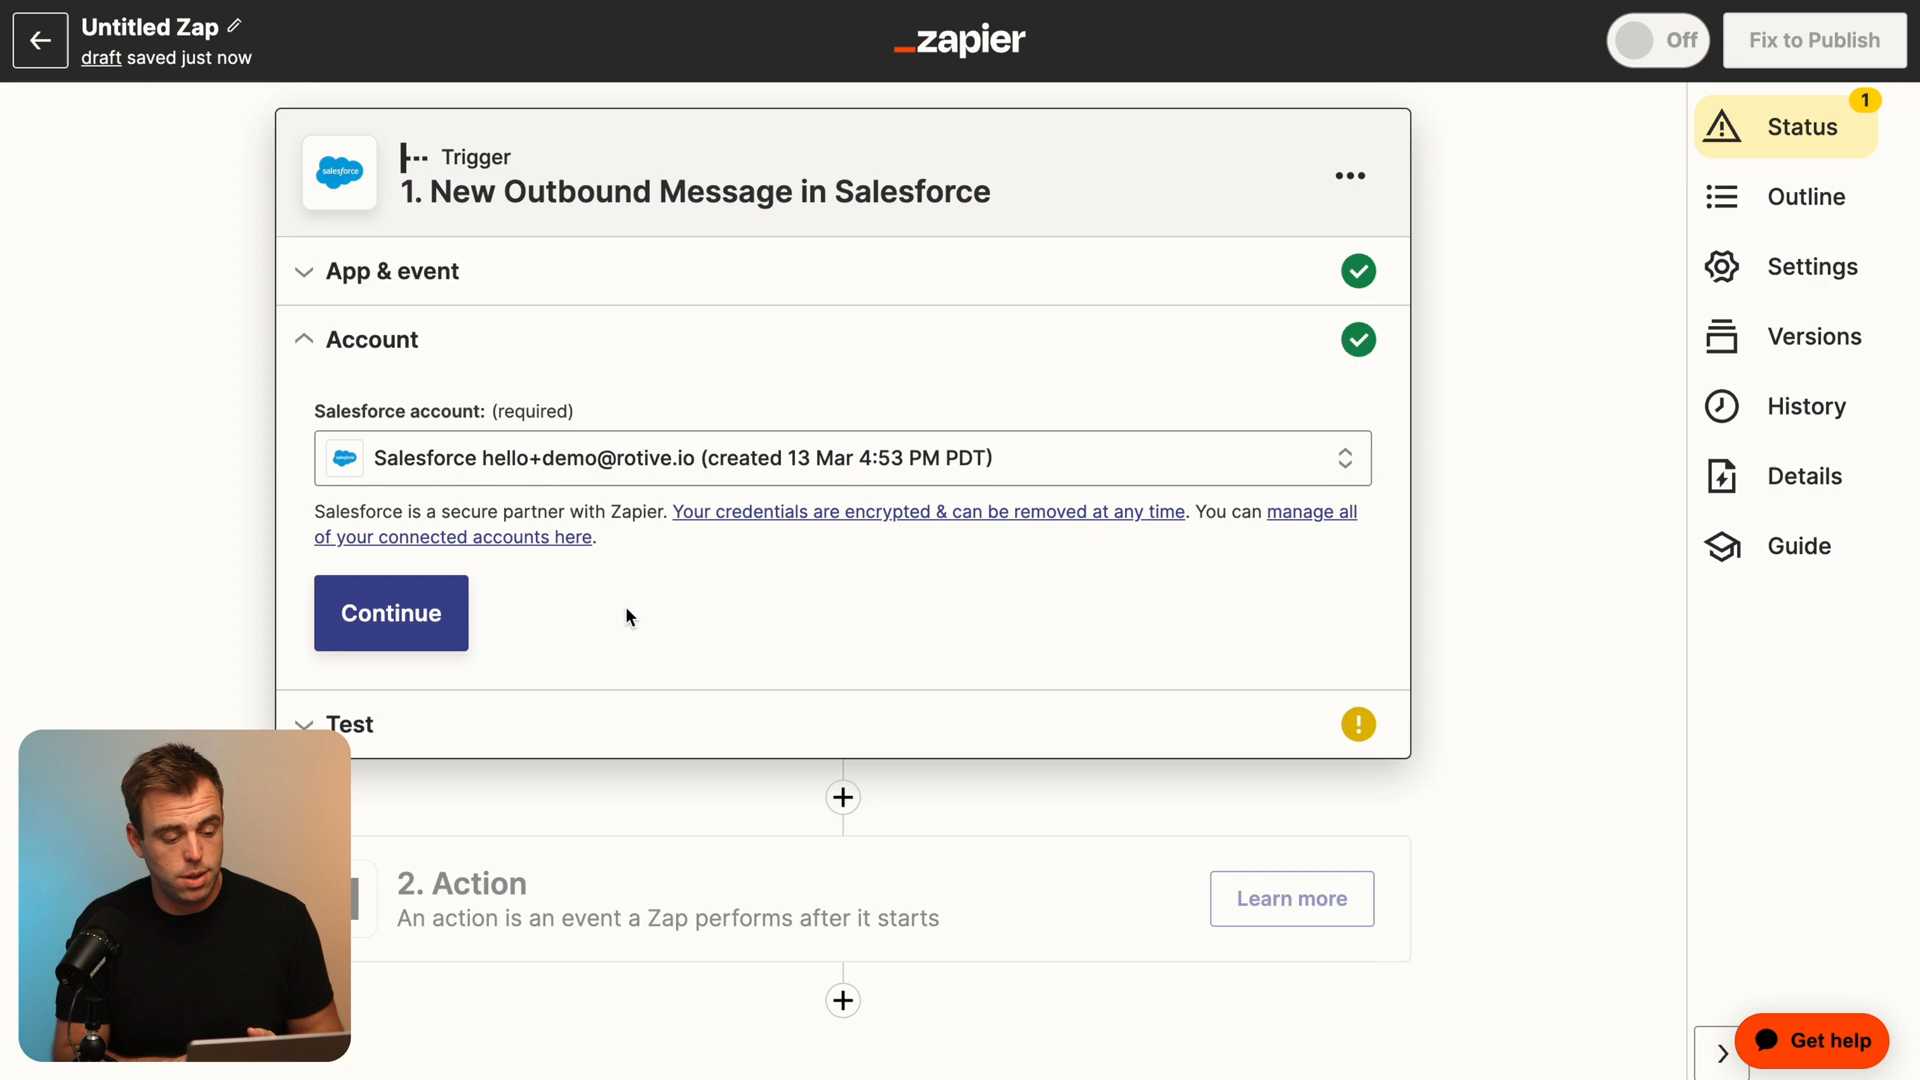 Untitled Zap
draft saved just now
zapier
Off
Fix to Publish
salesforce
Trigger
1. New Outbound Message in Salesforce
App & event
Account
Salesforce account: (required)
Salesforce hello+demo@rotive.io (created 13 Mar 4:53 PM PDT)
Salesforce is a secure partner with Zapier. Your credentials are encrypted & can be removed at any time. You can manage all
of your connected accounts here.
Continue
Test
2. Action
An action is an event a Zap performs after it starts
Learn more
1
Status
Outline
Settings
Versions
History
Details
Guide
Get help